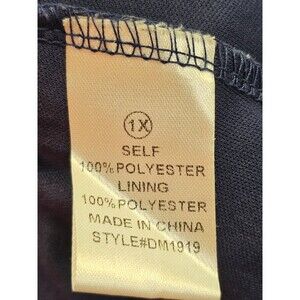 1X
SELF
100% POLYESTER
LINING
100% POLYESTER
MADE IN CHINA
STYLE#DM1919